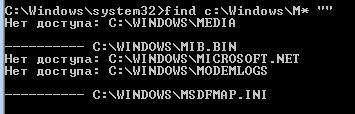 C:\Windows\system32>find c:\Windows\M* ""
Нет доступа: C:\WINDOWS\MEDIA
---------- C:\WINDOWS\MIB.BIN
Нет доступа: C:\WINDOWS\MICROSOFT.NET
Нет доступа: C:\WINDOWS\MODEMLOGS
---------- C:\WINDOWS\MSDFMAP.INI